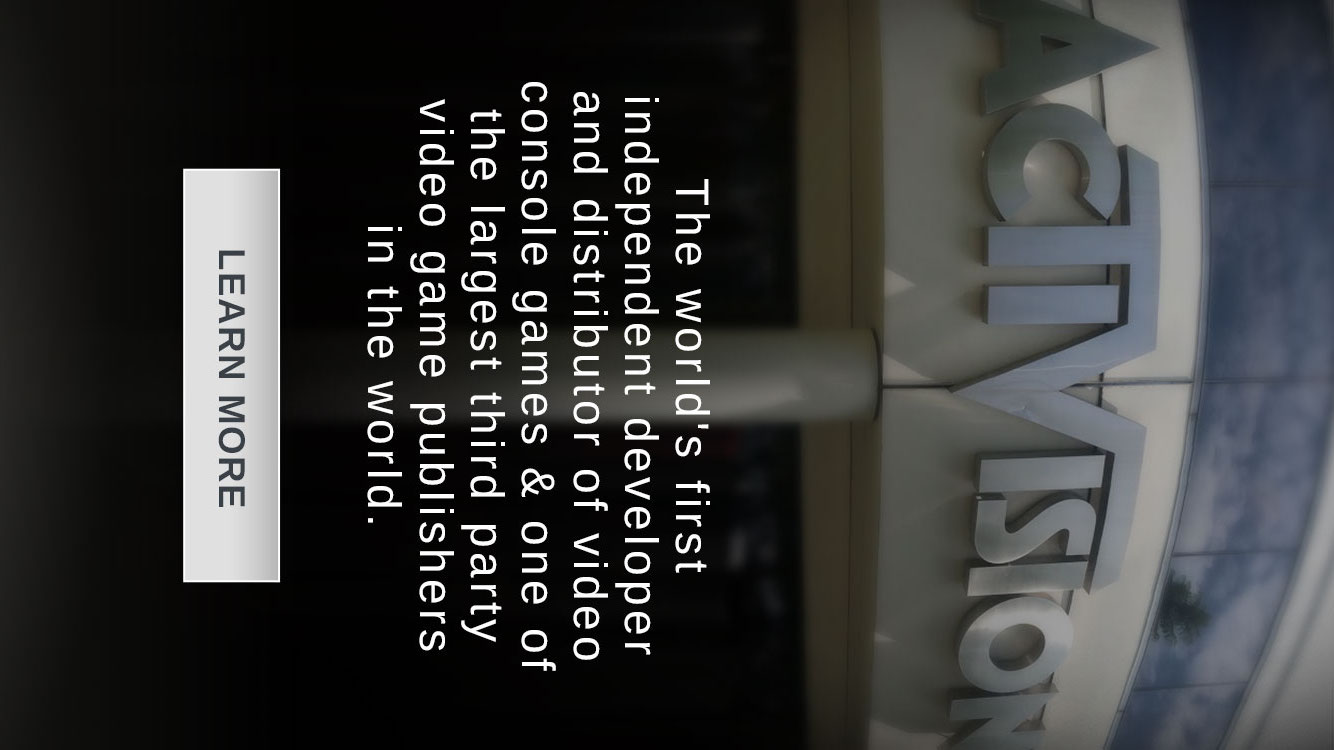 ACTIVISION
The world's first
independent developer
and distributor of video
console games & one of
the largest third party
video game publishers
in the world.
LEARN MORE